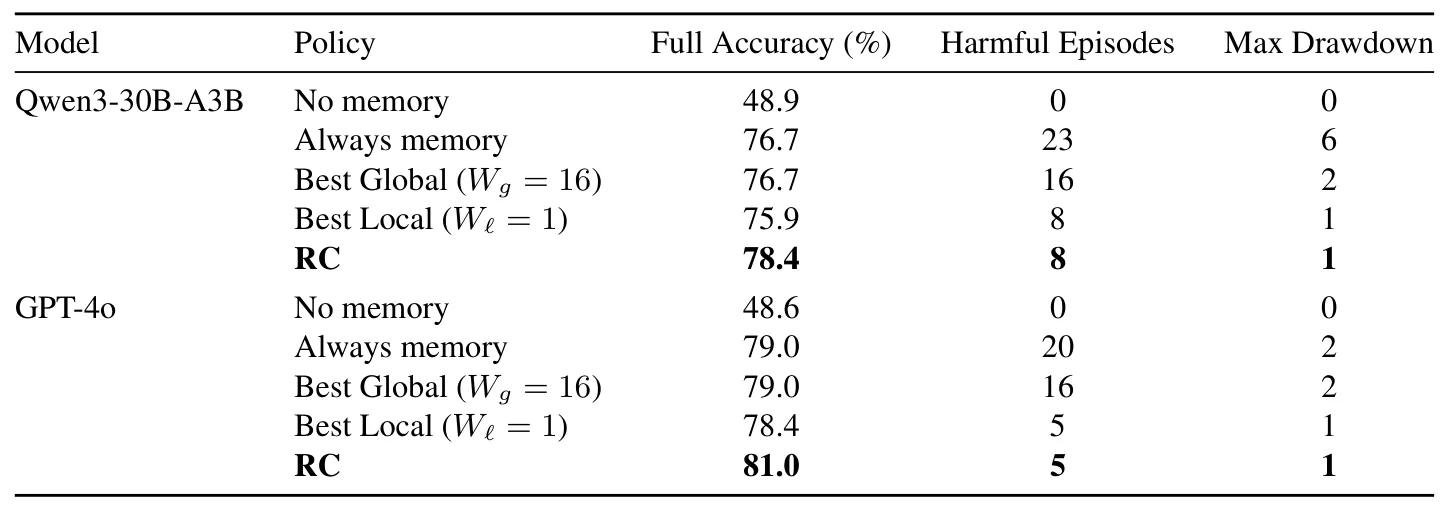 Model Policy Full Accuracy (%) Harmful Episodes Max Drawdown
Qwen3-30B-A3B No memory 48.9 0 0
Always memory 76.7 23 6
Best Global (W_g = 16) 76.7 16 2
Best Local (W_ℓ = 1) 75.9 8 1
RC 78.4 8 1
GPT-4o No memory 48.6 0 0
Always memory 79.0 20 2
Best Global (W_g = 16) 79.0 16 2
Best Local (W_ℓ = 1) 78.4 5 1
RC 81.0 5 1